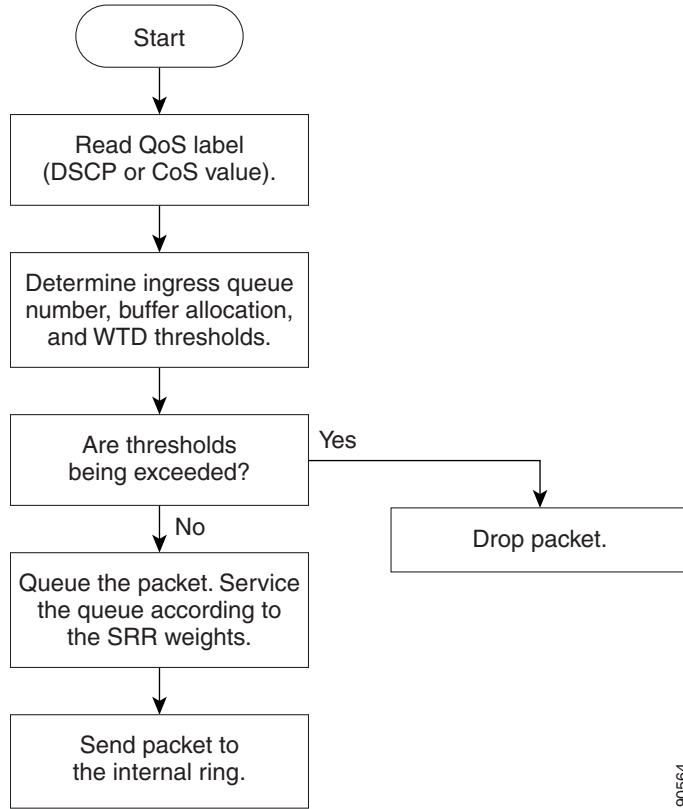 Start
Read QoS label
(DSCP or CoS value).
Determine ingress queue
number, buffer allocation,
and WTD thresholds.
Are thresholds
being exceeded?
Yes
No
Drop packet.
Queue the packet. Service
the queue according to
the SRR weights.
Send packet to
the internal ring.
90564